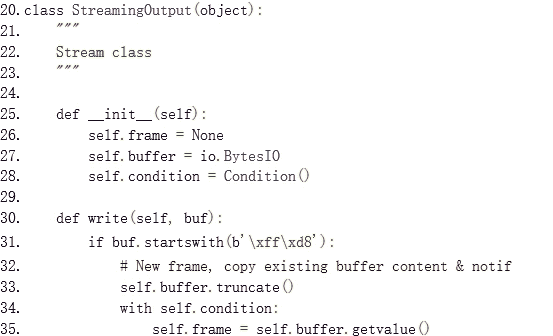 20. class StreamingOutput(object):
21.     """
22.     Stream class
23.     """
24.
25.     def __init__(self):
26.         self.frame = None
27.         self.buffer = io.BytesIO
28.         self.condition = Condition()
29.
30.     def write(self, buf):
31.         if buf.startswith(b'\xff\xd8'):
32.             # New frame, copy existing buffer content & notif
33.             self.buffer.truncate()
34.             with self.condition:
35.                 self.frame = self.buffer.getvalue()